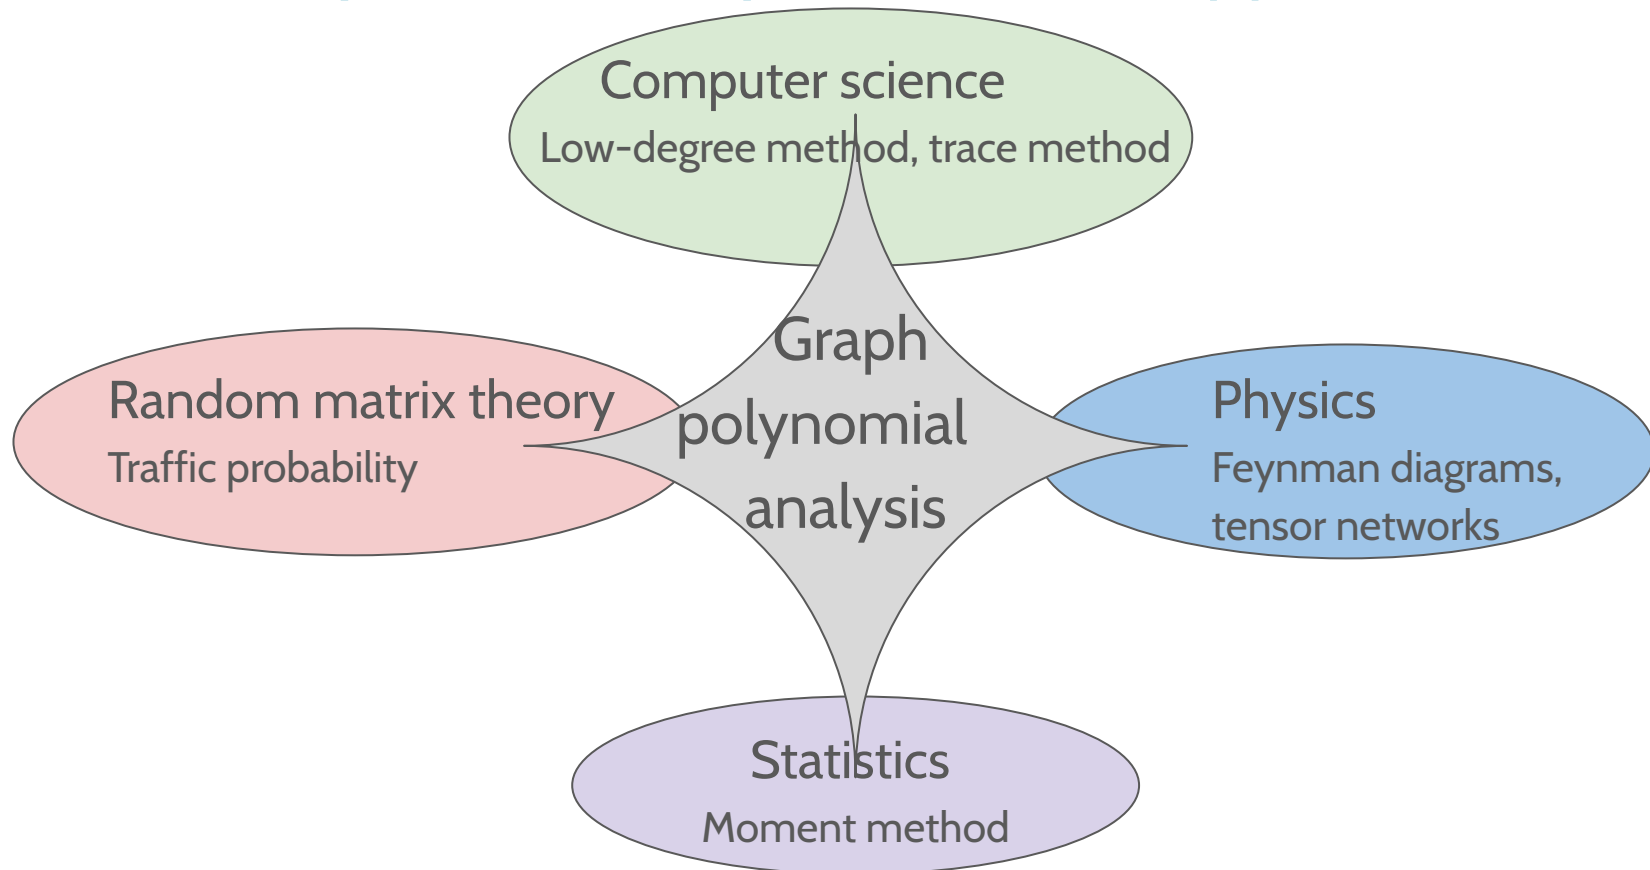 Computer science
Low-degree method, trace method
Graph
polynomial
analysis
Random matrix theory
Traffic probability
Physics
Feynman diagrams,
tensor networks
Statistics
Moment method